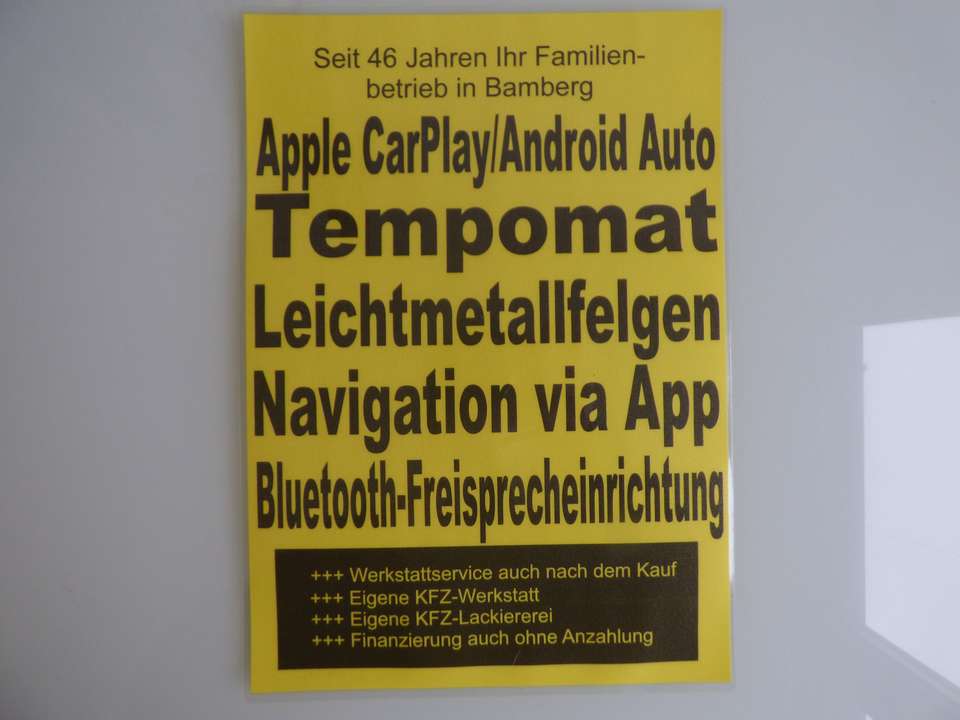 Seit 46 Jahren Ihr Familien-
betrieb in Bamberg
Apple CarPlay/Android Auto
Tempomat
Leichtmetallfelgen
Navigation via App
Bluetooth-Freisprecheinrichtung
+++ Werkstattservice auch nach dem Kauf
+++ Eigene KFZ-Werkstatt
+++ Eigene KFZ-Lackiererei
+++ Finanzierung auch ohne Anzahlung